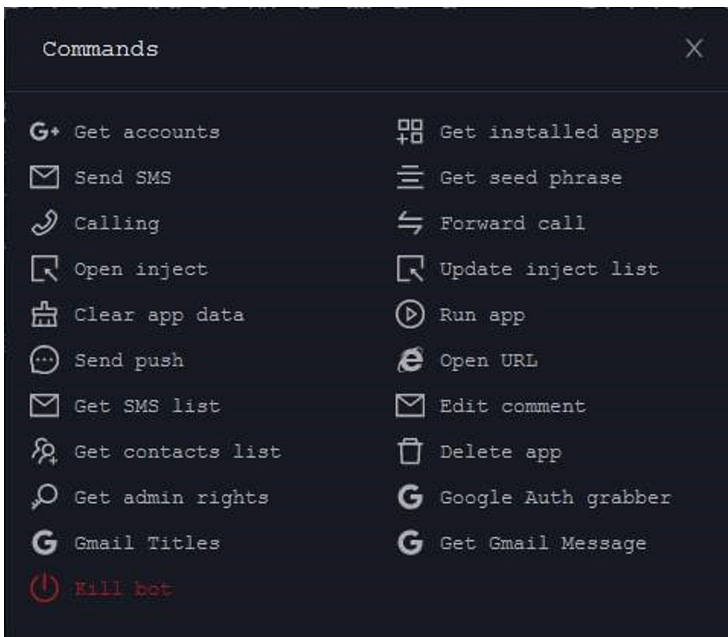 Commands
Get accounts
Get installed apps
Send SMS
Get seed phrase
Calling
Forward call
Open inject
Update inject list
Clear app data
Run app
Send push
Open URL
Get SMS list
Edit comment
Get contacts list
Delete app
Get admin rights
Google Auth grabber
Gmail Titles
Get Gmail Message
Kill bot